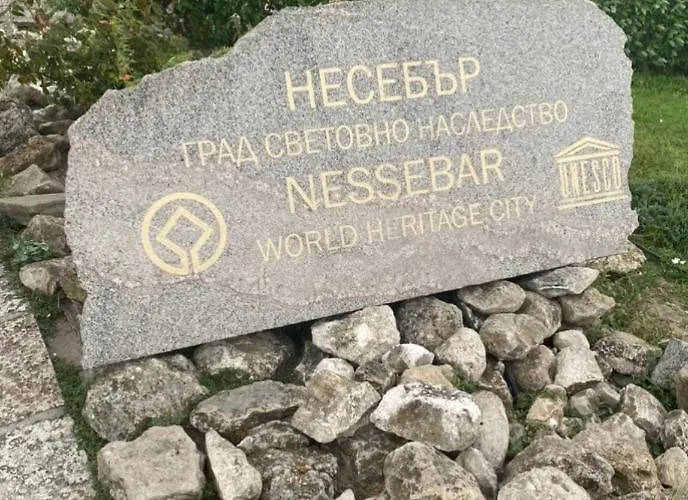 НЕСЕБЪР
ГРАД СВЕТОВНО НАСЛЕДСТВО
NESSEBAR
WORLD HERITAGE CITY
UNESCO